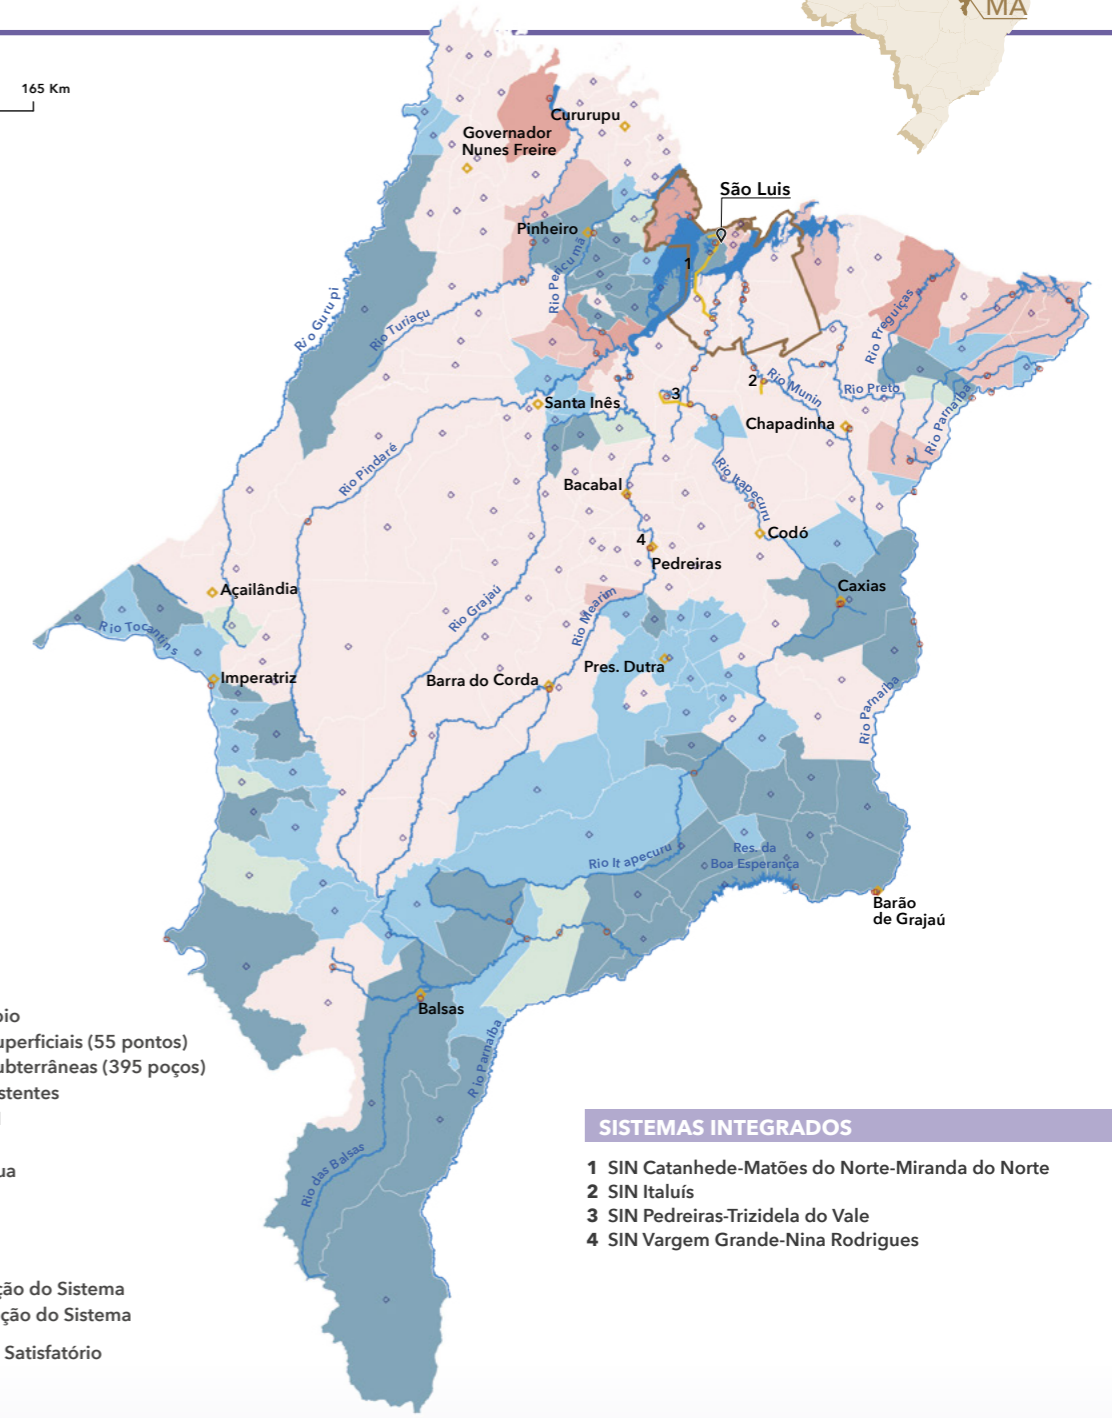 MA
165 Km
Cururupu
Governador
Nunes Freire
São Luis
Pinheiro
1
Rio Pericumã
Rio Gurupi
Rio Turiaçu
Rio Preguiças
2
Rio Munin
Rio Preto
3
Santa Inês
Rio Parnaíba
Chapadinha
Rio Pindaré
Rio Itapecuru
Bacabal
Codó
4
Pedreiras
Açailândia
Caxias
Rio Grajaú
Rio Mearim
Rio Tocantins
Pres. Dutra
Imperatriz
Barra do Corda
Rio Parnaíba
Rio Itapecuru
Res. da
Boa Esperança
Barão
de Grajaú
Balsas
Rio Parnaíba
Rio das Balsas
pio
uperficiais (55 pontos)
ubterrâneas (395 poços)
stentes
ua
ção do Sistema
ção do Sistema
Satisfatório
SISTEMAS INTEGRADOS
1 SIN Catanhede-Matões do Norte-Miranda do Norte
2 SIN Italuís
3 SIN Pedreiras-Trizidela do Vale
4 SIN Vargem Grande-Nina Rodrigues